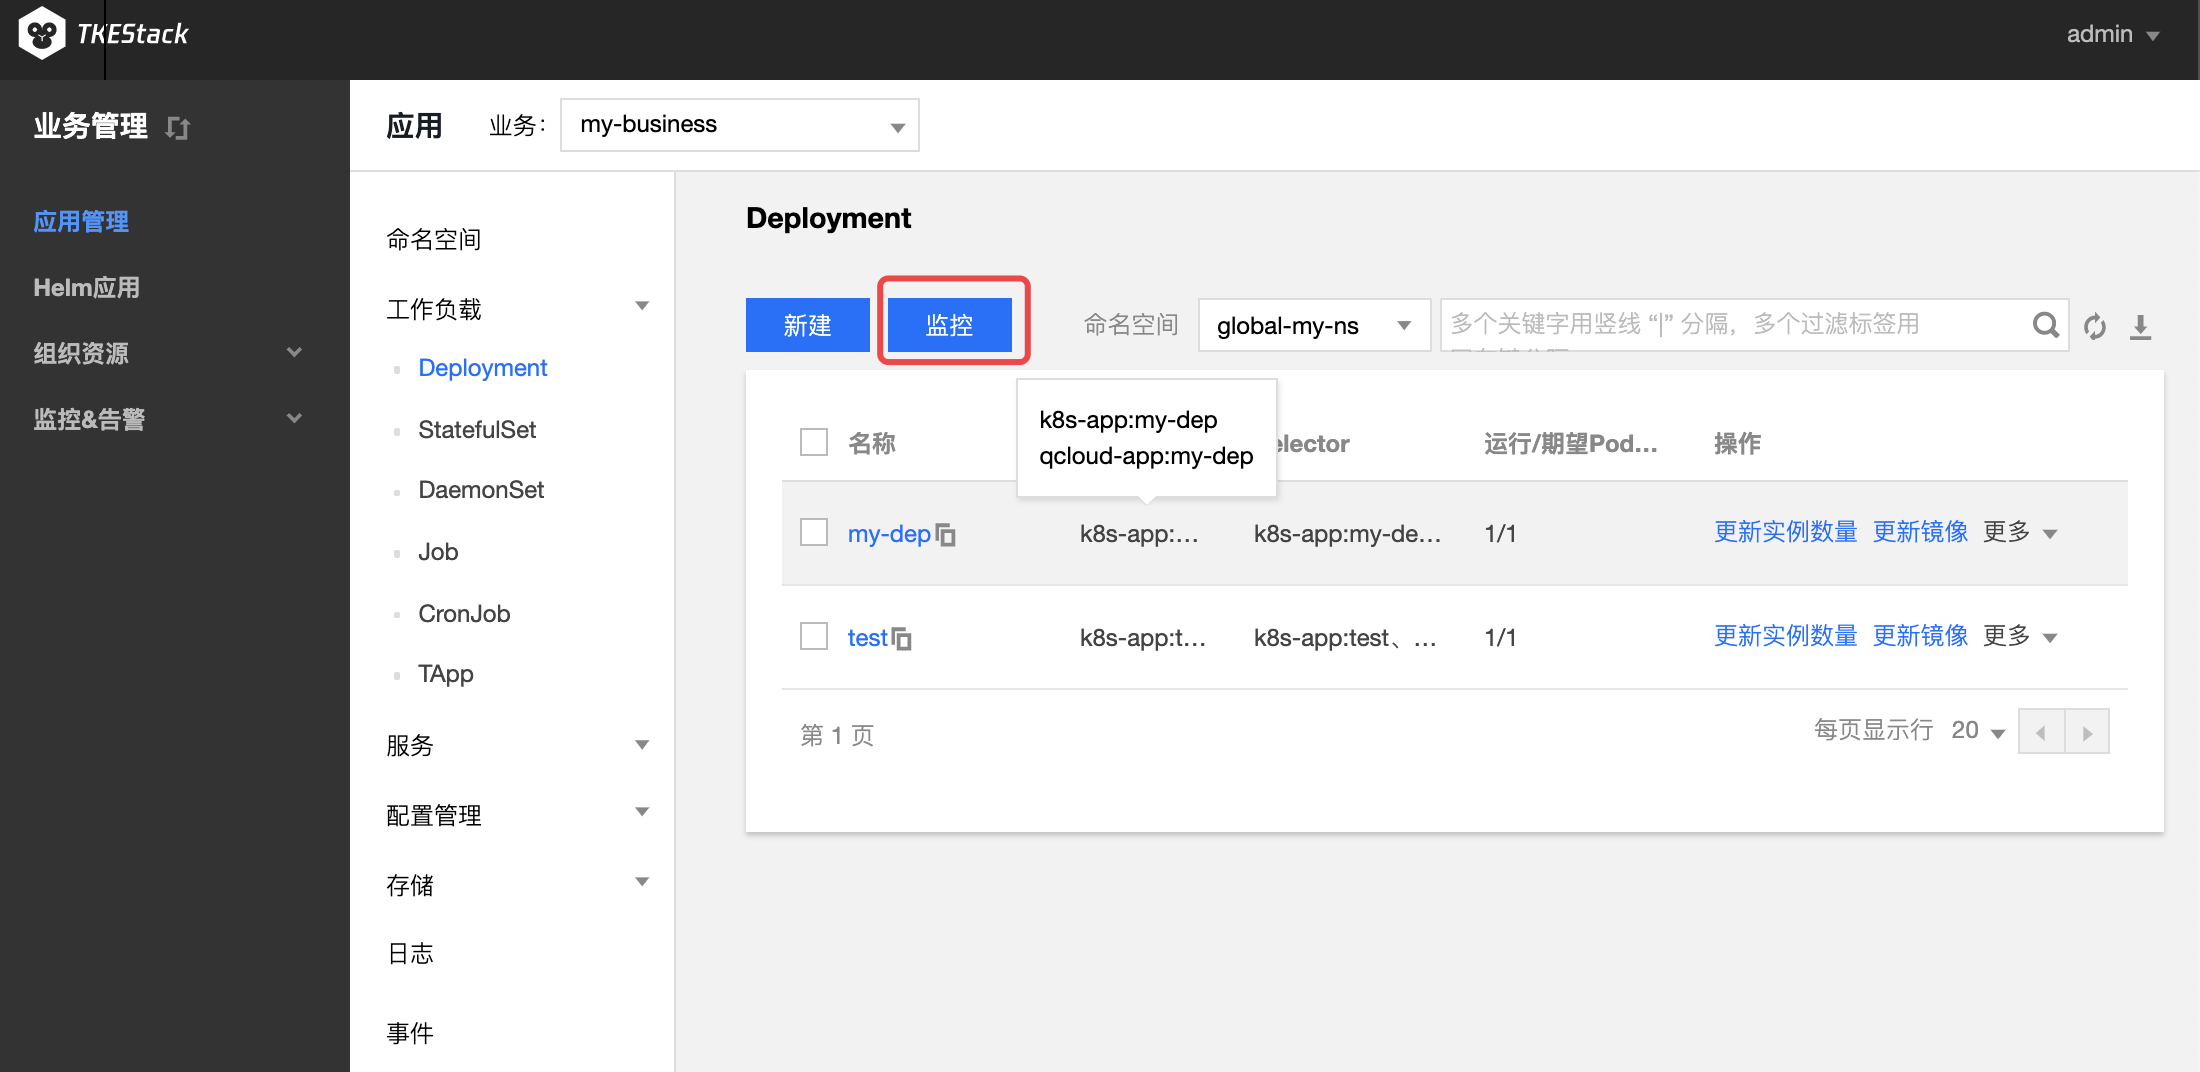 TKEStack
admin
业务管理
应用管理
Helm应用
组织资源
监控&告警
应用 业务: my-business
命名空间
工作负载
Deployment
StatefulSet
DaemonSet
Job
CronJob
TApp
服务
配置管理
存储
日志
事件
Deployment
新建 监控 命名空间 global-my-ns 多个关键字用竖线 “|” 分隔，多个过滤标签用
k8s-app:my-dep
qcloud-app:my-dep
名称 elector 运行/期望Pod... 操作
my-dep k8s-app:... k8s-app:my-de... 1/1 更新实例数量 更新镜像 更多
test k8s-app:t... k8s-app:test、... 1/1 更新实例数量 更新镜像 更多
第 1 页 每页显示行 20